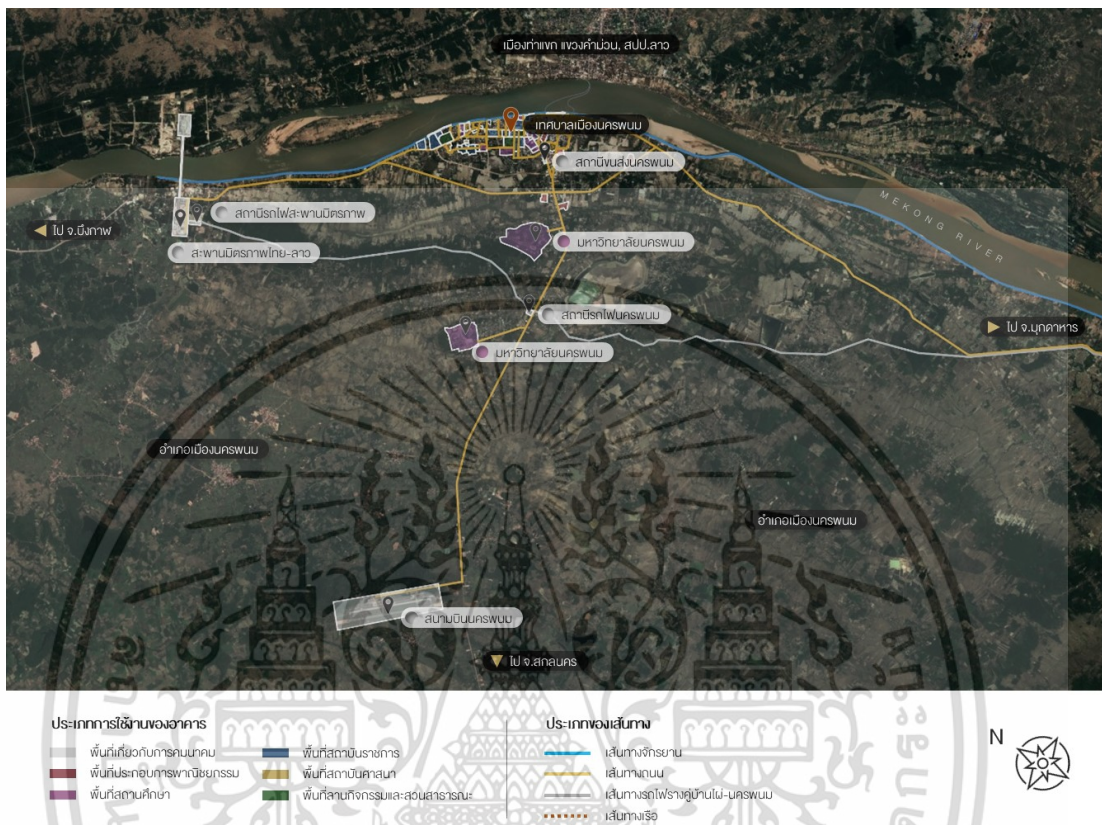 เมืองท่าแขก แขวงคำม่วน, สปป.ลาว
เทศบาลเมืองนครพนม
สถานีขนส่งนครพนม
สถานีรถไฟสะพานมิตรภาพ
ไป จ.บึงกาฬ
สะพานมิตรภาพไทย-ลาว
มหาวิทยาลัยนครพนม
MEKONG RIVER
สถานีรถไฟนครพนม
ไป จ.มุกดาหาร
มหาวิทยาลัยนครพนม
อำเภอเมืองนครพนม
อำเภอเมืองนครพนม
สนามบินนครพนม
ไป จ.สกลนคร
ประเภทการใช้งานของอาคาร
พื้นที่เกี่ยวกับการคมนาคม
พื้นที่ประกอบการพาณิชยกรรม
พื้นที่สถานศึกษา
พื้นที่สถาบันราชการ
พื้นที่สถาบันศาสนา
พื้นที่ลานกิจกรรมและสวนสาธารณะ
ประเภทของเส้นทาง
เส้นทางจักรยาน
เส้นทางถนน
เส้นทางรถไฟรางคู่บ้านไผ่-นครพนม
เส้นทางเรือ
N